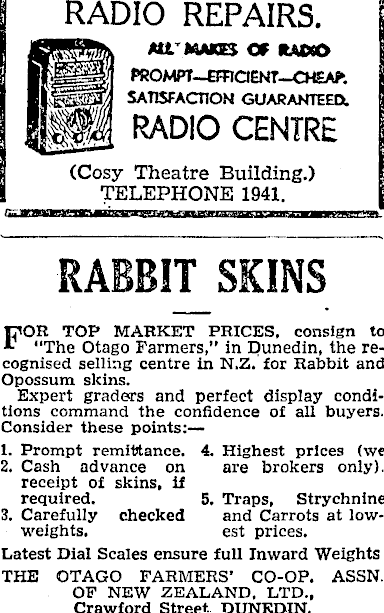 RADIO REPAIRS.
ALL MAKES OF RADIO
PROMPT—EFFICIENT—CHEAP.
SATISFACTION GUARANTEED.
RADIO CENTRE
(Cosy Theatre Building.)
TELEPHONE 1941.
RABBIT SKINS
FOR TOP MARKET PRICES, consign to
"The Otago Farmers," in Dunedin, the re-
cognised selling centre in N.Z. for Rabbit and
Opossum skins.
Expert graders and perfect display condi-
tions command the confidence of all buyers.
Consider these points:—
1. Prompt remittance.
2. Cash advance on
receipt of skins, if
required.
3. Carefully checked
weights.
4. Highest prices (we
are brokers only).
5. Traps, Strychnine
and Carrots at low-
est prices.
Latest Dial Scales ensure full Inward Weights
THE OTAGO FARMERS' CO-OP. ASSN.
OF NEW ZEALAND, LTD.,
Crawford Street, DUNEDIN.